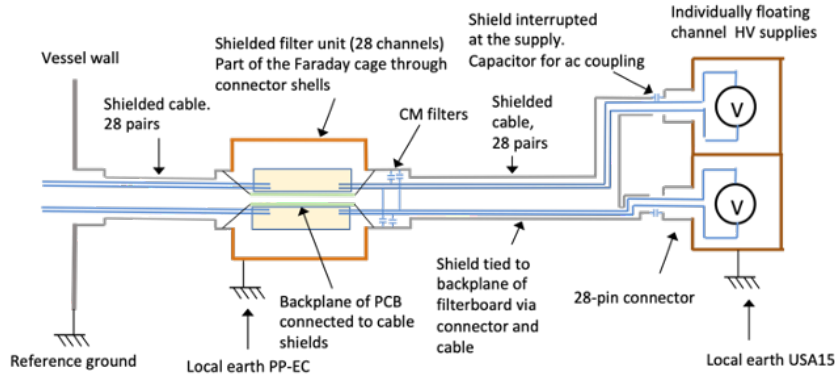 Vessel wall
Shielded cable.
28 pairs
Shielded filter unit (28 channels)
Part of the Faraday cage through
connector shells
CM filters
Shield interrupted
at the supply.
Capacitor for ac coupling
Shielded
cable,
28 pairs
Individually floating
channel  HV supplies
V
V
Reference ground
Local earth PP-EC
Backplane of PCB
connected to cable
shields
Shield tied to
backplane of
filterboard via
connector and
cable
28-pin connector
Local earth USA15